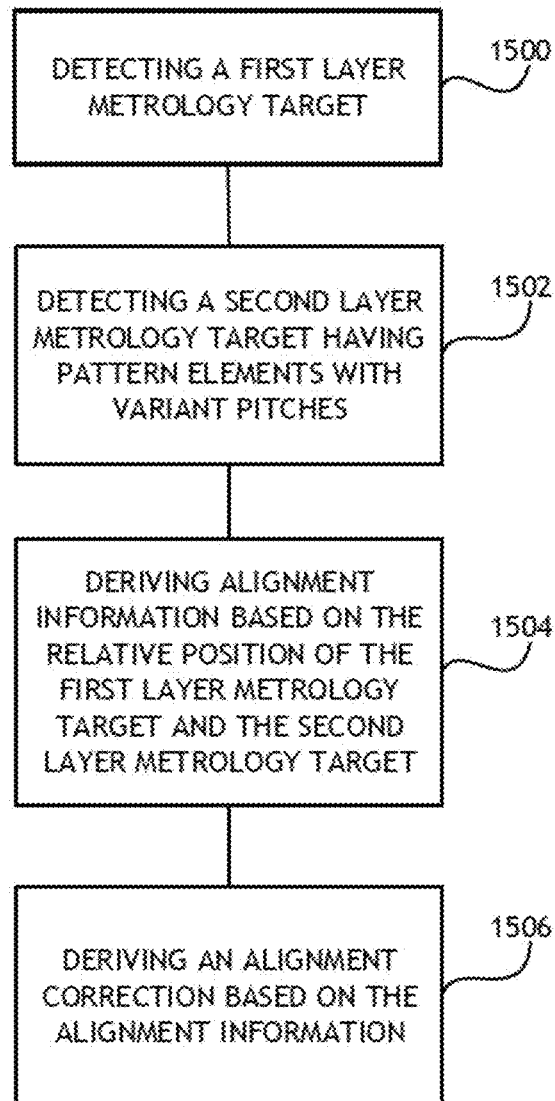 DETECTING A FIRST LAYER
METROLOGY TARGET
1500
DETECTING A SECOND LAYER
METROLOGY TARGET HAVING
PATTERN ELEMENTS WITH
VARIANT PITCHES
1502
DERIVING ALIGNMENT
INFORMATION BASED ON THE
RELATIVE POSITION OF THE
FIRST LAYER METROLOGY
TARGET AND THE SECOND
LAYER METROLOGY TARGET
1504
DERIVING AN ALIGNMENT
CORRECTION BASED ON THE
ALIGNMENT INFORMATION
1506